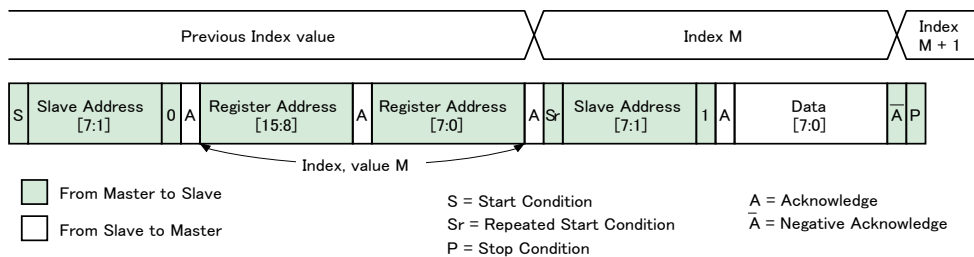 Previous Index value
Index M
Index
M + 1
S
Slave Address
[7:1]
0
A
Register Address
[15:8]
A
Register Address
[7:0]
A
Sr
Slave Address
[7:1]
1
A
Data
[7:0]
A̅
P
Index, value M
From Master to Slave
From Slave to Master
S = Start Condition
Sr = Repeated Start Condition
P = Stop Condition
A = Acknowledge
A̅ = Negative Acknowledge